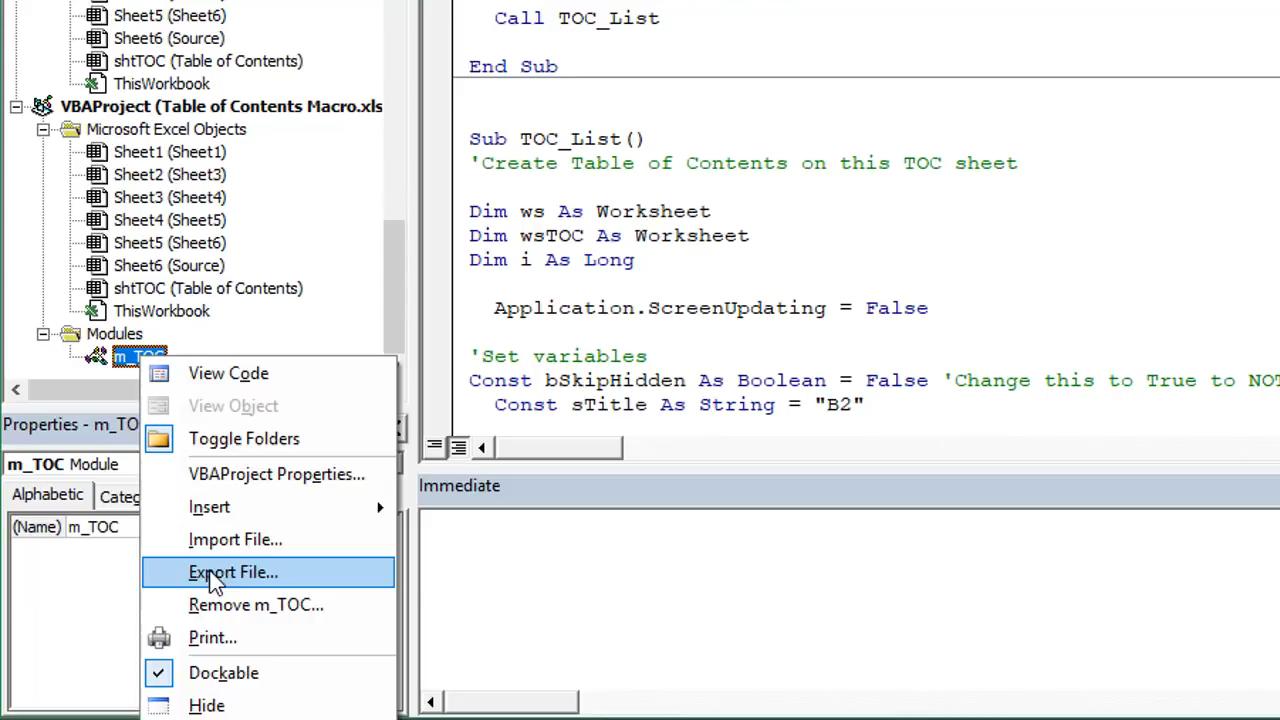 Sheet5 (Sheet6)
Sheet6 (Source)
shtTOC (Table of Contents)
ThisWorkbook
VBAProject (Table of Contents Macro.xls
Microsoft Excel Objects
Sheet1 (Sheet1)
Sheet2 (Sheet3)
Sheet3 (Sheet4)
Sheet4 (Sheet5)
Sheet5 (Sheet6)
Sheet6 (Source)
shtTOC (Table of Contents)
ThisWorkbook
Modules
m_TOC
View Code
View Object
Toggle Folders
VBAProject Properties...
Insert
Import File...
Export File...
Remove m_TOC...
Print...
Dockable
Hide
Properties - m_TO
m_TOC Module
Alphabetic
Categ
(Name) m_TOC
Call TOC_List
End Sub
Sub TOC_List()
'Create Table of Contents on this TOC sheet
Dim ws As Worksheet
Dim wsTOC As Worksheet
Dim i As Long
Application.ScreenUpdating = False
'Set variables
Const bSkipHidden As Boolean = False 'Change this to True to NOT
Const sTitle As String = "B2"
Immediate